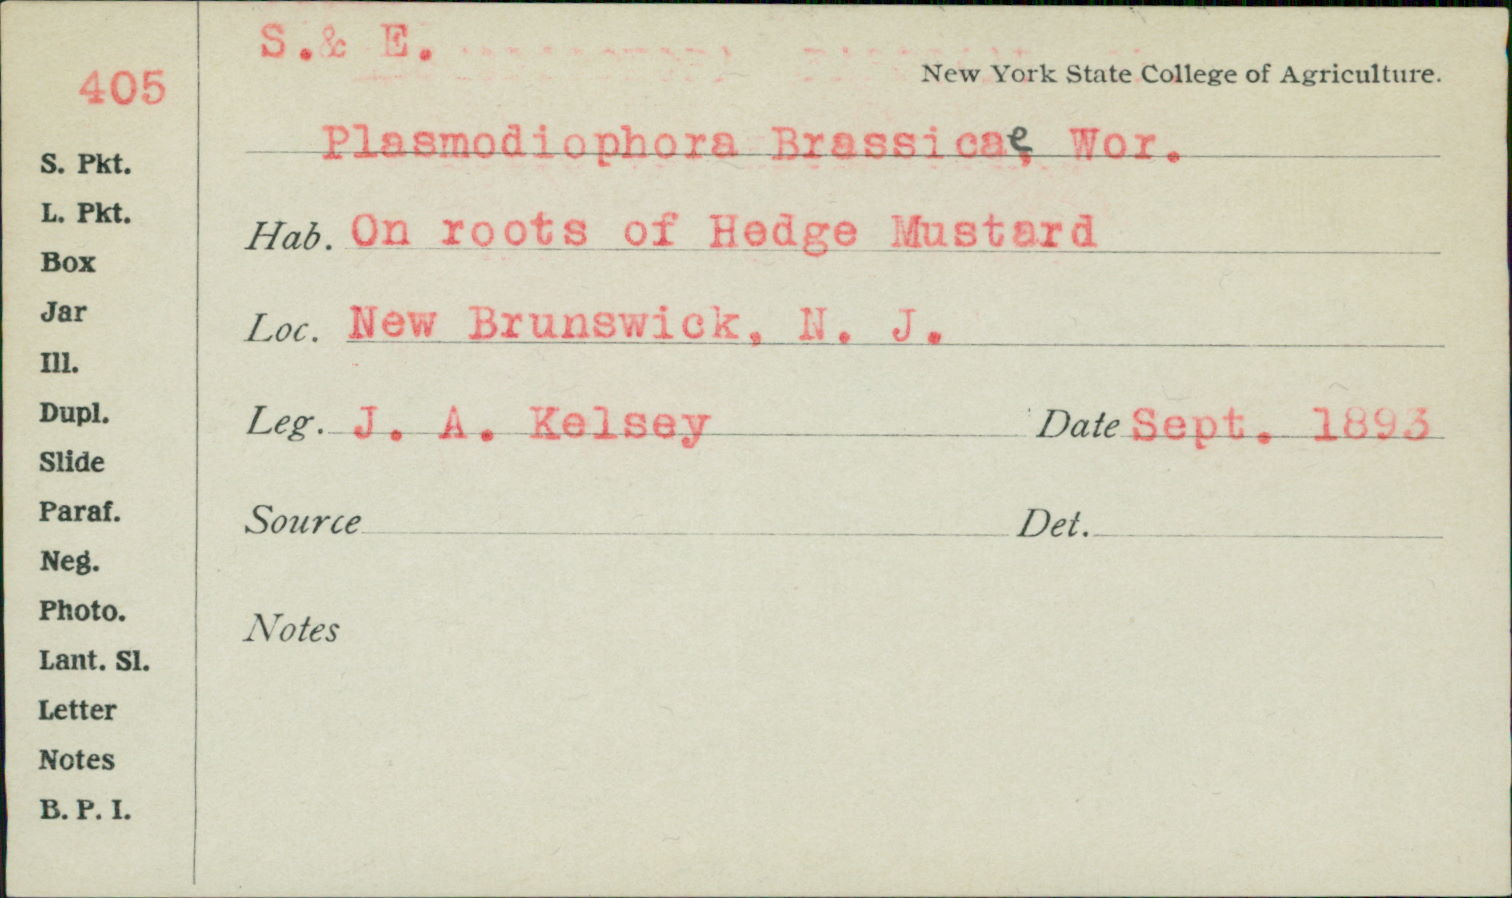 S.& E.
405
New York State College of Agriculture.
Plasmodiophora Brassicae, Wor.
S. Pkt.
L. Pkt.
Hab. On roots of Hedge Mustard
Box
Jar
Loc. New Brunswick, N. J.
Ill.
Dupl.
Leg. J. A. Kelsey Date Sept. 1893
Slide
Paraf.
Source Det.
Neg.
Photo.
Notes
Lant. Sl.
Letter
Notes
B. P. I.